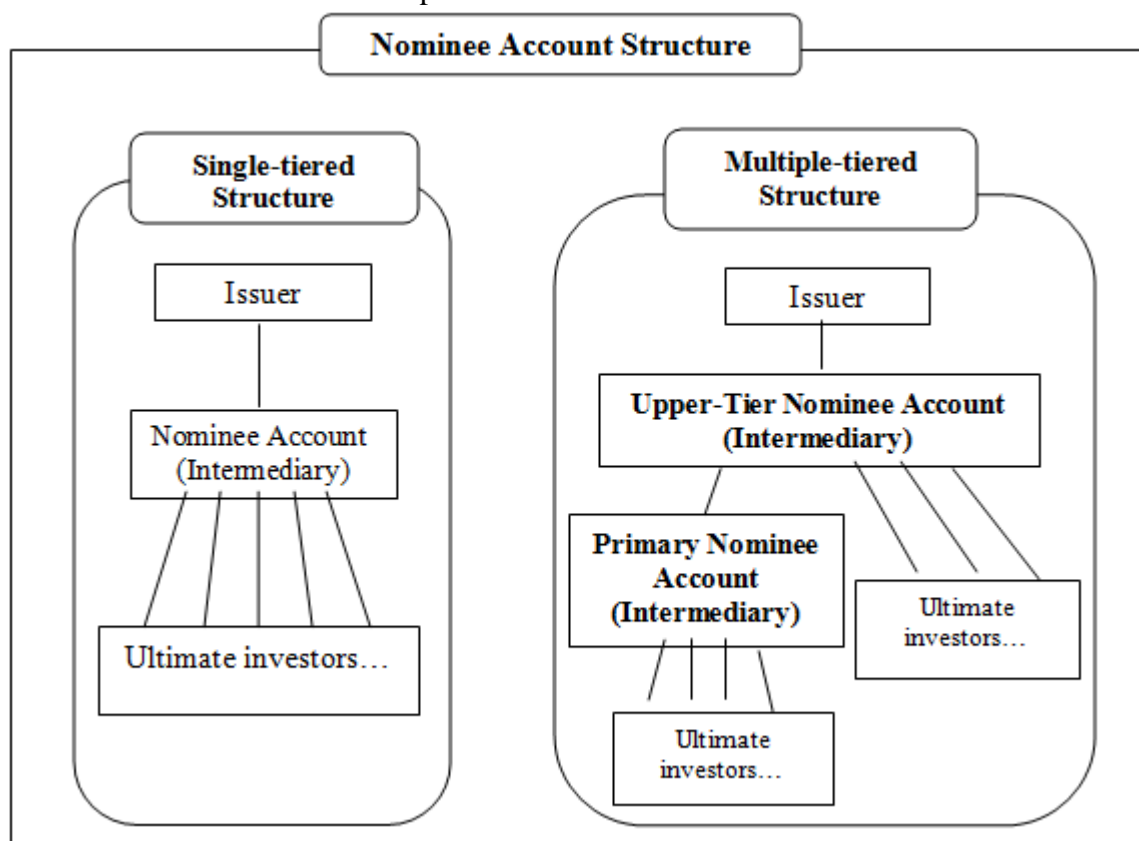 Nominee Account Structure
Single-tiered
Structure
Issuer
Nominee Account
(Intermediary)
Ultimate investors…
Multiple-tiered
Structure
Issuer
Upper-Tier Nominee Account
(Intermediary)
Primary Nominee
Account
(Intermediary)
Ultimate
investors…
Ultimate
investors…